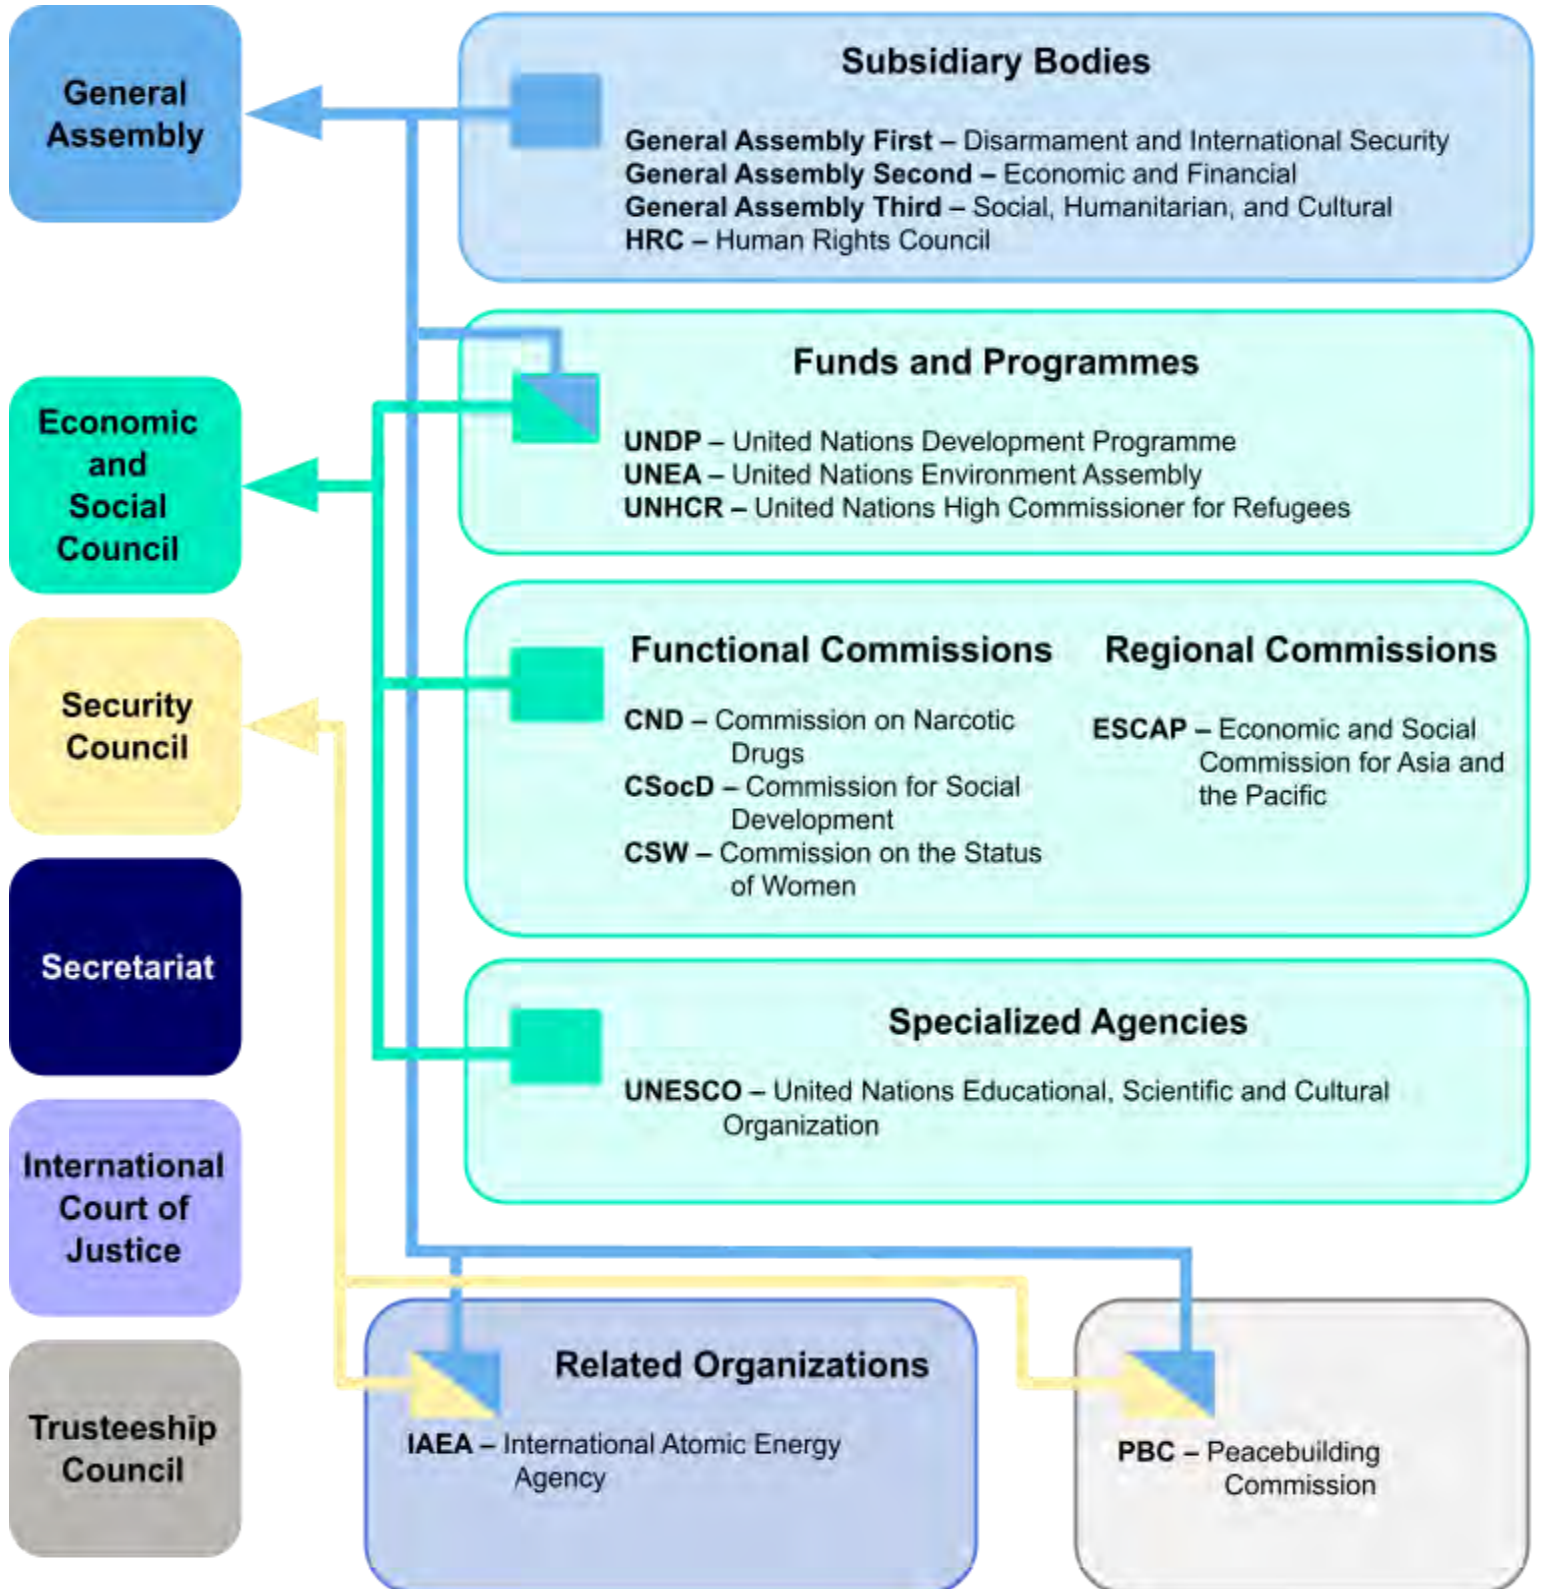 General
Assembly
Subsidiary Bodies
General Assembly First – Disarmament and International Security
General Assembly Second – Economic and Financial
General Assembly Third – Social, Humanitarian, and Cultural
HRC – Human Rights Council
Economic
and
Social
Council
Funds and Programmes
UNDP – United Nations Development Programme
UNEA – United Nations Environment Assembly
UNHCR – United Nations High Commissioner for Refugees
Security
Council
Functional Commissions
CND – Commission on Narcotic
Drugs
CSocD – Commission for Social
Development
CSW – Commission on the Status
of Women
Regional Commissions
ESCAP – Economic and Social
Commission for Asia and
the Pacific
Secretariat
Specialized Agencies
UNESCO – United Nations Educational, Scientific and Cultural
Organization
International
Court of
Justice
Trusteeship
Council
Related Organizations
IAEA – International Atomic Energy
Agency
PBC – Peacebuilding
Commission